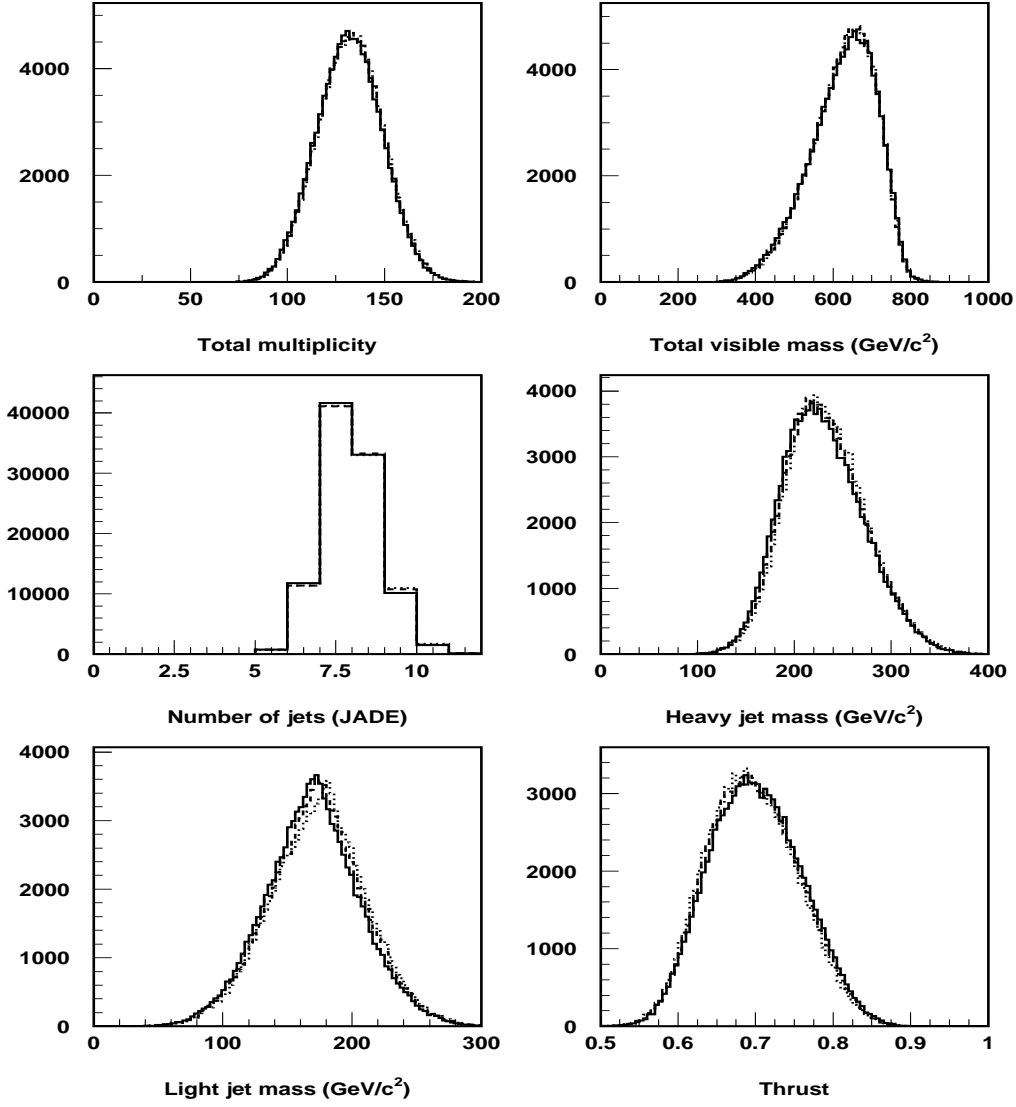 4000
2000
0
0 50 100 150 200
Total multiplicity
4000
2000
0
0 200 400 600 800 1000
Total visible mass (GeV/c²)
40000
30000
20000
10000
0
0 2.5 5 7.5 10
Number of jets (JADE)
4000
3000
2000
1000
0
0 100 200 300 400
Heavy jet mass (GeV/c²)
4000
3000
2000
1000
0
0 100 200 300
Light jet mass (GeV/c²)
3000
2000
1000
0
0.5 0.6 0.7 0.8 0.9 1
Thrust